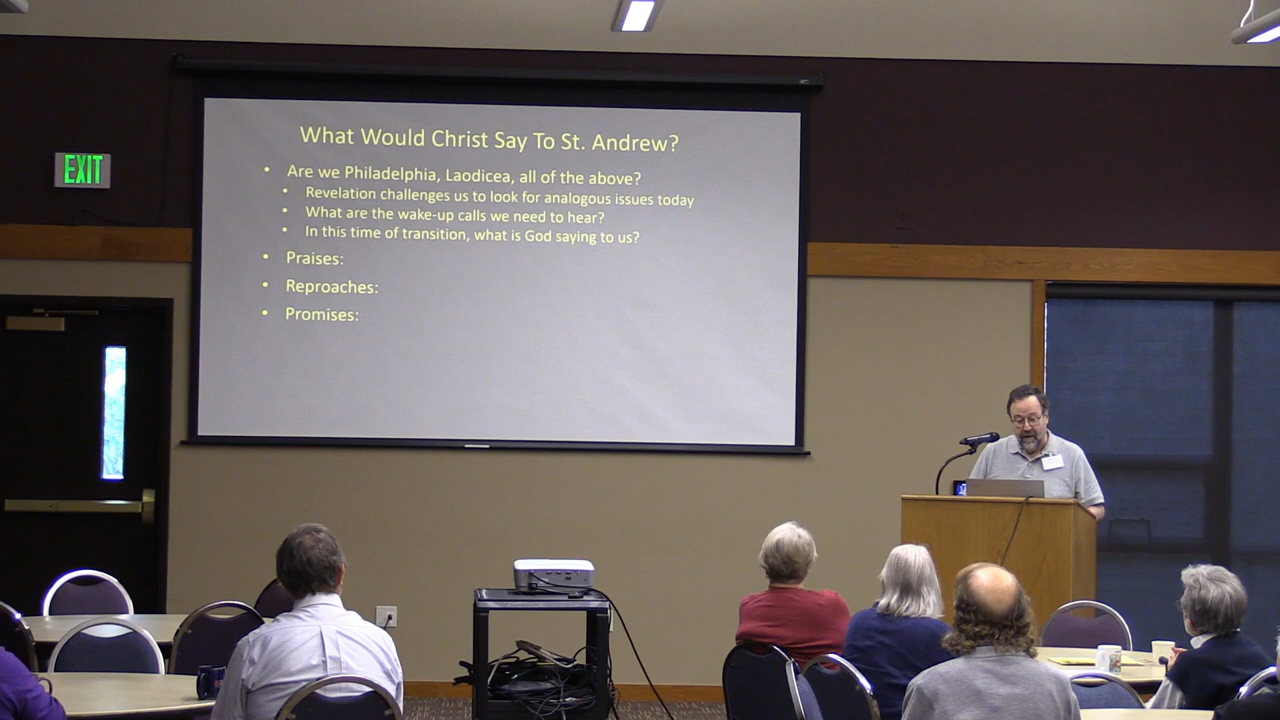 EXIT
What Would Christ Say To St. Andrew?
• Are we Philadelphia, Laodicea, all of the above?
• Revelation challenges us to look for analogous issues today
• What are the wake-up calls we need to hear?
• In this time of transition, what is God saying to us?
• Praises:
• Reproaches:
• Promises: